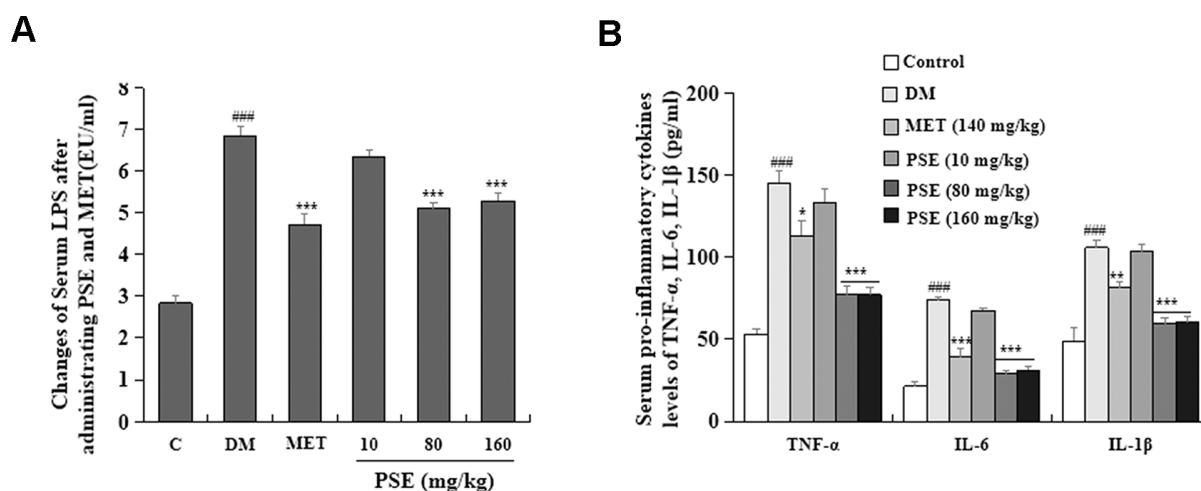 A
Changes of Serum LPS after
administrating PSE and MET(EU/ml)
8
7
6
5
4
3
2
1
0
###
***
***
***
C DM MET 10 80 160
PSE (mg/kg)
B
Serum pro-inflammatory cytokines
levels of TNF-α, IL-6, IL-1β (pg/ml)
200
150
100
50
0
Control
DM
MET (140 mg/kg)
PSE (10 mg/kg)
PSE (80 mg/kg)
PSE (160 mg/kg)
###
*
***
###
***
***
###
**
***
TNF-α IL-6 IL-1β